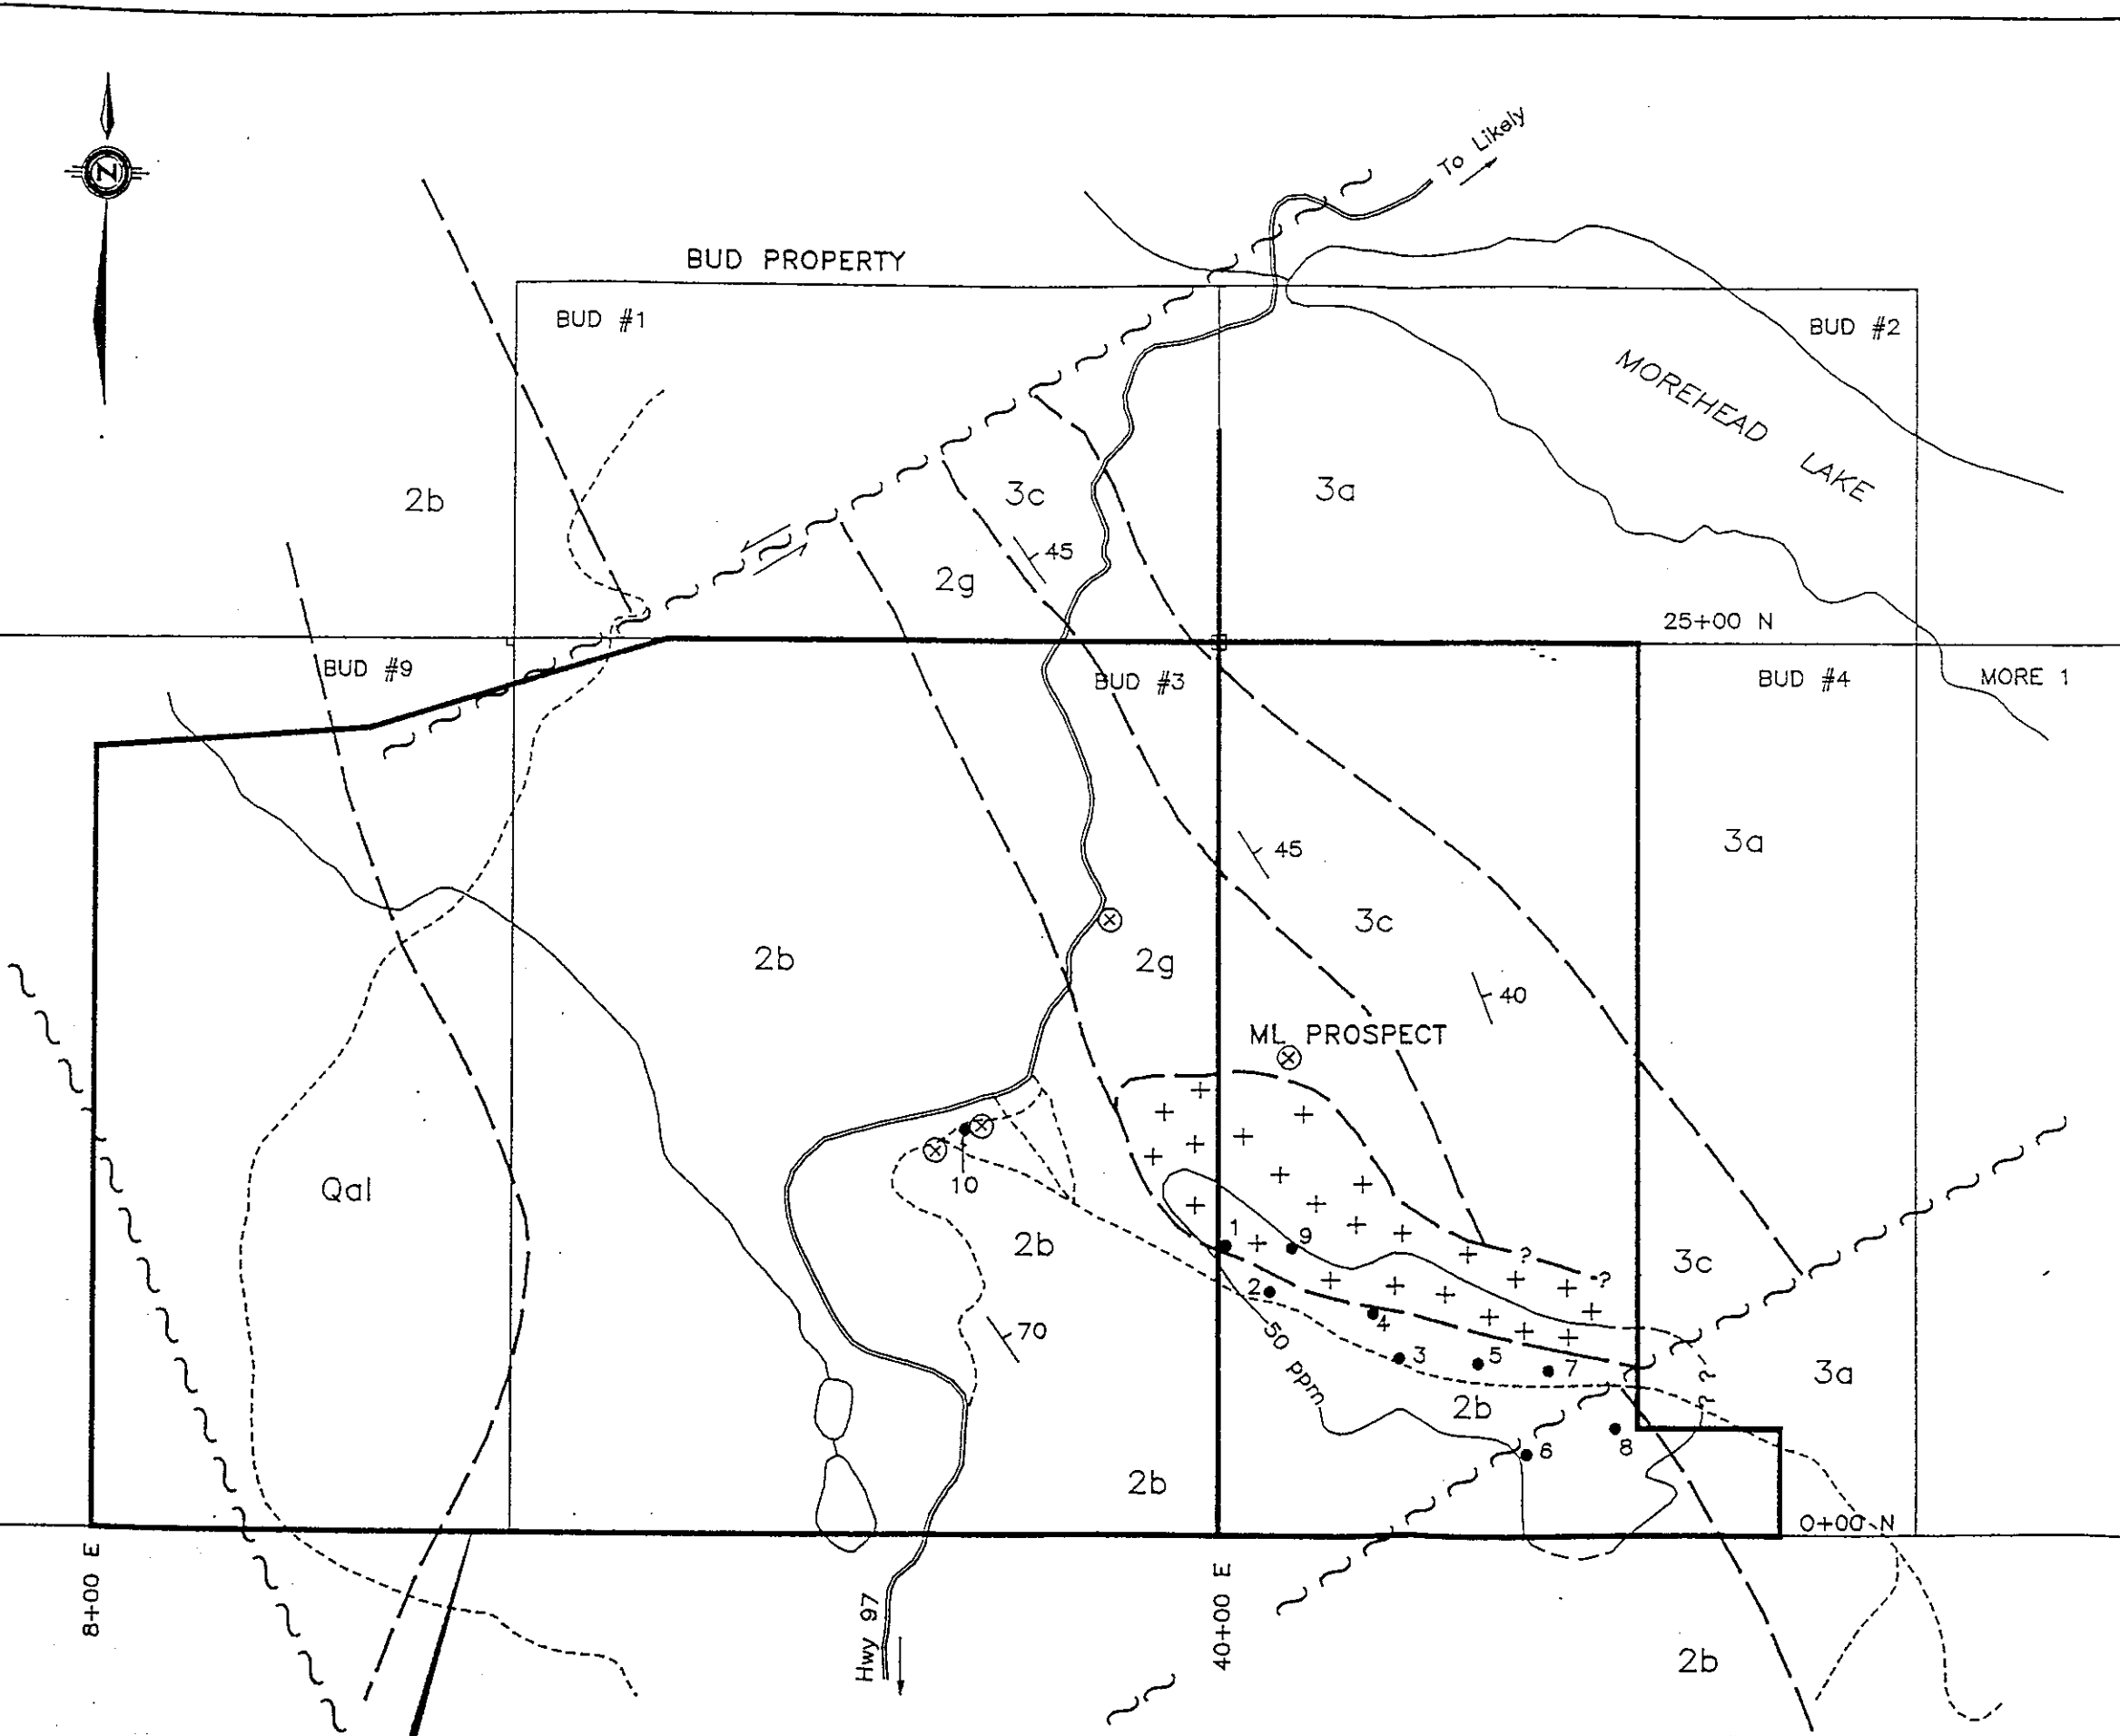 N
To Likely
BUD PROPERTY
BUD #1
BUD #2
MOREHEAD LAKE
2b
3c
3a
45
2g
25+00 N
BUD #9
BUD #3
BUD #4
MORE 1
45
3a
3c
2b
2g
40
ML PROSPECT
10
Qal
2b
1
9
?
?
3c
2
4
50 ppm
70
3
5
7
?
3a
?
2b
6
8
2b
0+00 N
8+00 E
40+00 E
Hwy 97
2b